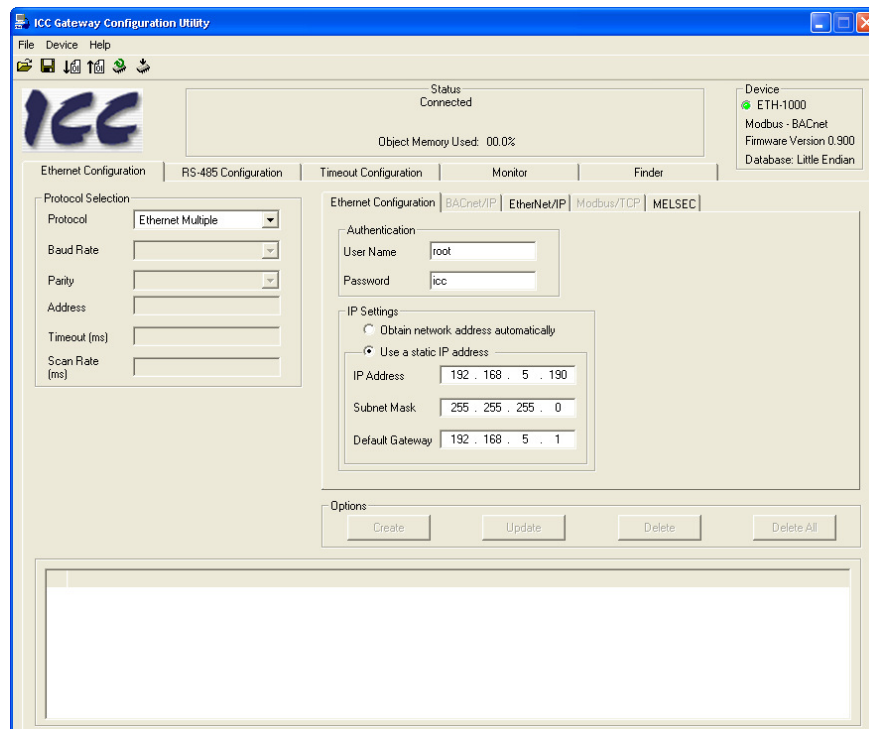 ICC Gateway Configuration Utility
File Device Help
ICC
Status
Connected
Object Memory Used: 00.0%
Device
ETH-1000
Modbus - BACnet
Firmware Version 0.900
Database: Little Endian
Ethernet Configuration RS-485 Configuration Timeout Configuration Monitor Finder
Protocol Selection
Protocol Ethernet Multiple
Baud Rate
Parity
Address
Timeout (ms)
Scan Rate
(ms)
Ethernet Configuration BACnet/IP EtherNet/IP Modbus/TCP MELSEC
Authentication
User Name root
Password icc
IP Settings
Obtain network address automatically
Use a static IP address
IP Address 192 . 168 . 5 . 190
Subnet Mask 255 . 255 . 255 . 0
Default Gateway 192 . 168 . 5 . 1
Options
Create Update Delete Delete All